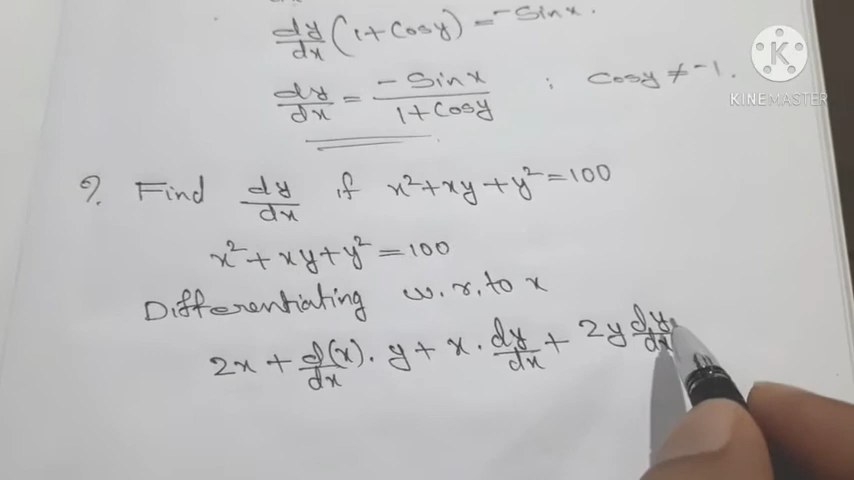 dy/dx (1+Cosy) = -Sinx.
dy/dx = -Sinx / 1+Cosy ; Cosy ≠ -1.
KINEMASTER
? Find dy/dx if x²+xy+y²=100
x²+xy+y²=100
Differentiating w.r.to x
2x + d(x)/dx . y + x . dy/dx + 2y dy/dx